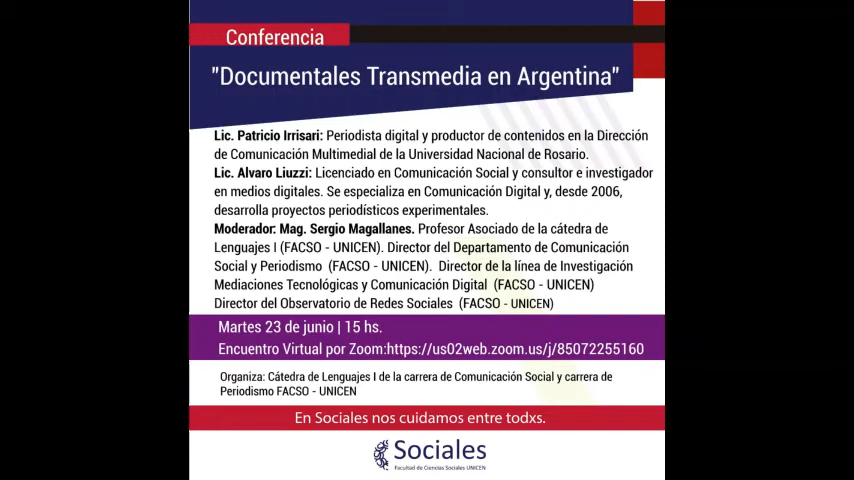 Conferencia
"Documentales Transmedia en Argentina"
Lic. Patricio Irrisari: Periodista digital y productor de contenidos en la Dirección
de Comunicación Multimedial de la Universidad Nacional de Rosario.
Lic. Alvaro Liuzzi: Licenciado en Comunicación Social y consultor e investigador
en medios digitales. Se especializa en Comunicación Digital y, desde 2006,
desarrolla proyectos periodísticos experimentales.
Moderador: Mag. Sergio Magallanes. Profesor Asociado de la cátedra de
Lenguajes I (FACSO - UNICEN). Director del Departamento de Comunicación
Social y Periodismo (FACSO - UNICEN). Director de la línea de Investigación
Mediaciones Tecnológicas y Comunicación Digital (FACSO - UNICEN)
Director del Observatorio de Redes Sociales (FACSO - UNICEN)
Martes 23 de junio | 15 hs.
Encuentro Virtual por Zoom:https://us02web.zoom.us/j/85072255160
Organiza: Cátedra de Lenguajes I de la carrera de Comunicación Social y carrera de
Periodismo FACSO - UNICEN
En Sociales nos cuidamos entre todxs.
Sociales
Facultad de Ciencias Sociales UNICEN